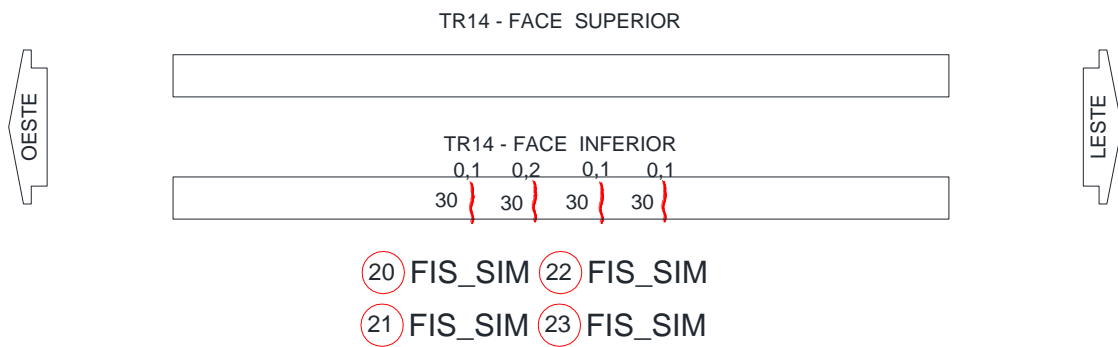 TR14 - FACE SUPERIOR
OESTE
LESTE
TR14 - FACE INFERIOR
0,1 0,2 0,1 0,1
30 30 30 30
20 FIS_SIM 22 FIS_SIM
21 FIS_SIM 23 FIS_SIM